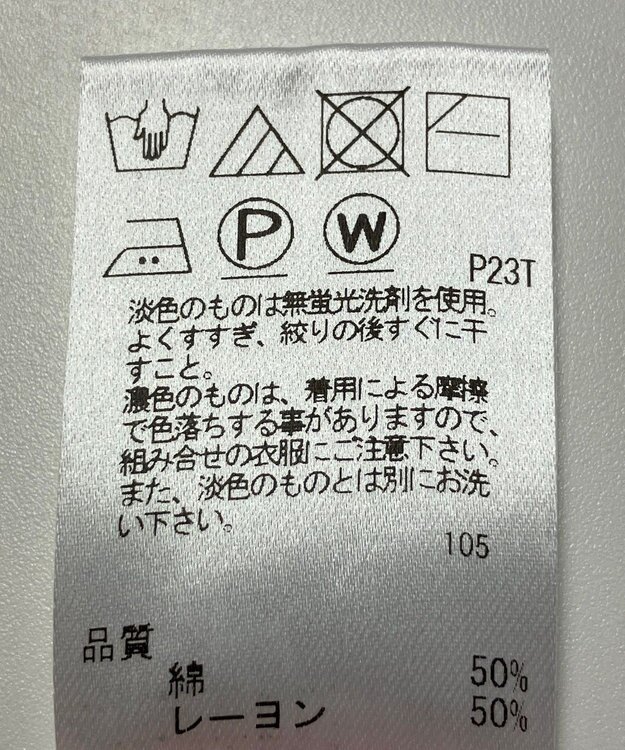 P W
P23T
淡色のものは無蛍光洗剤を使用。
よくすすぎ、絞りの後すぐに干
すこと。
濃色のものは、着用による摩擦
で色落ちする事がありますので、
組み合せの衣服にご注意下さい。
また、淡色のものとは別にお洗
い下さい。
105
品質
綿 50%
レーヨン 50%